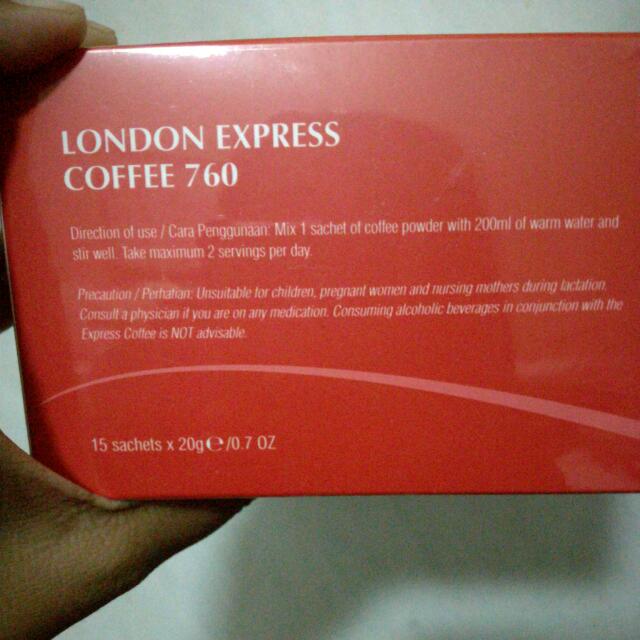 LONDON EXPRESS
COFFEE 760
Direction of use / Cara Penggunaan: Mix 1 sachet of coffee powder with 200ml of warm water and
stir well. Take maximum 2 servings per day.
Precaution / Perhatian: Unsuitable for children, pregnant women and nursing mothers during lactation.
Consult a physician if you are on any medication. Consuming alcoholic beverages in conjunction with the
Express Coffee is NOT advisable.
15 sachets x 20g℮/0.7 OZ